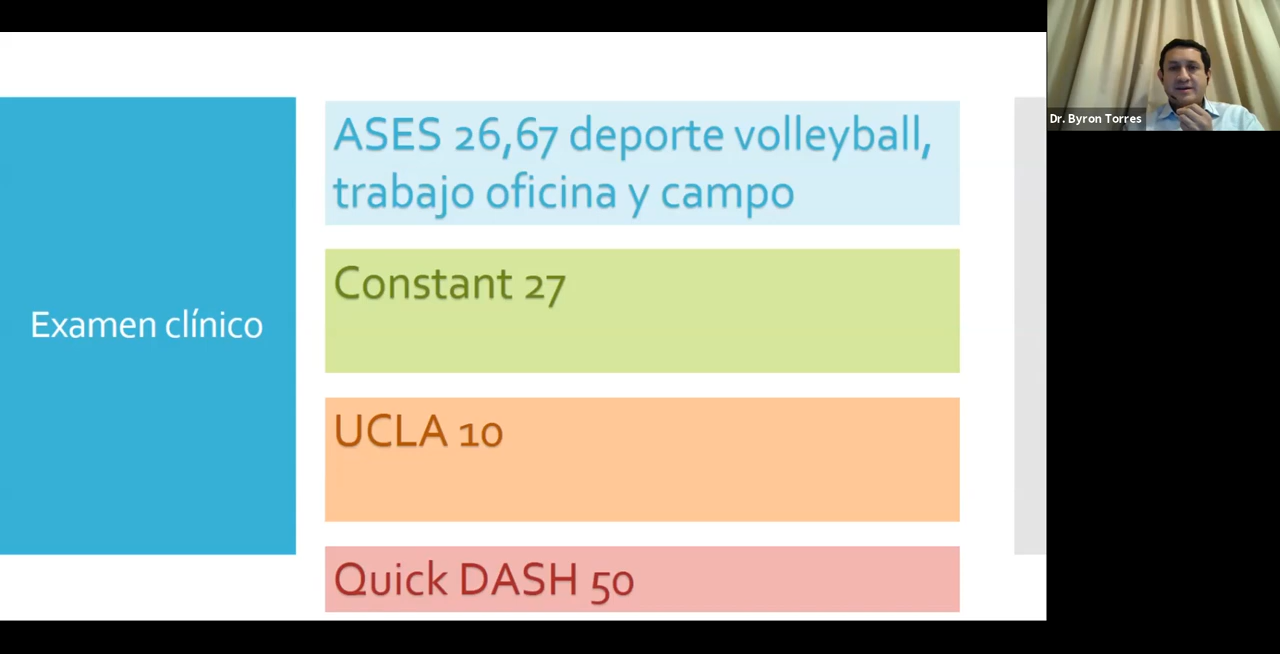 Examen clínico
ASES 26,67 deporte volleyball,
trabajo oficina y campo
Constant 27
UCLA 10
Quick DASH 50
Dr. Byron Torres